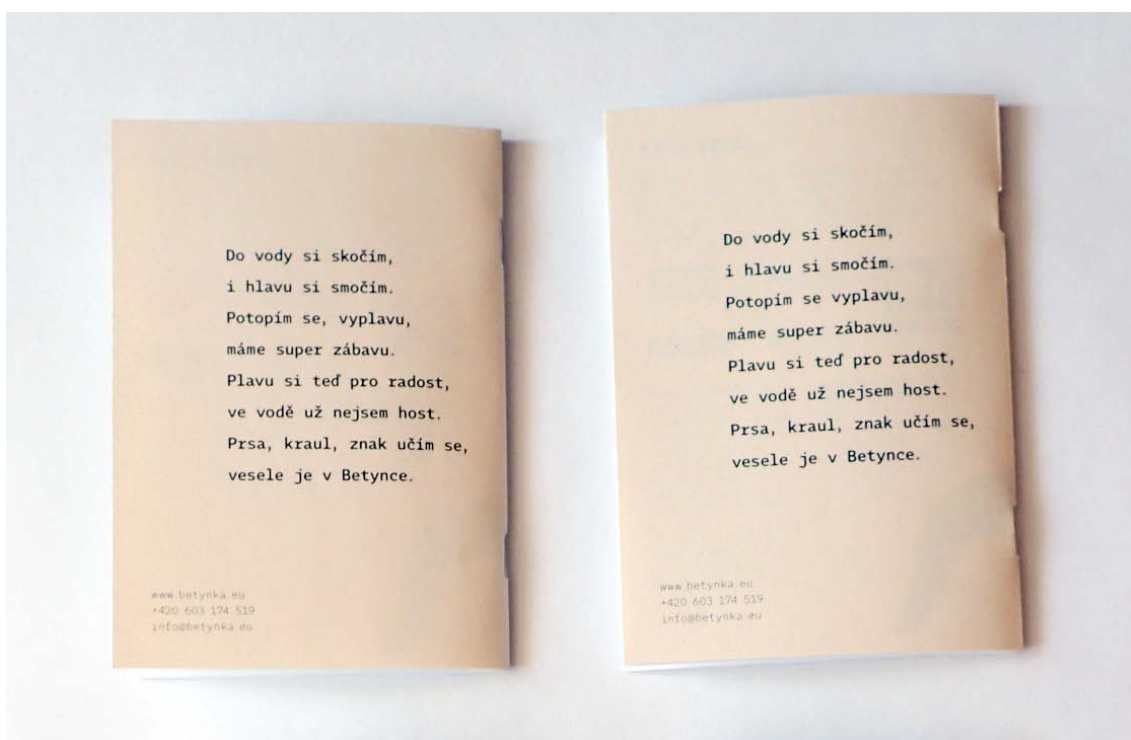 Do vody si skočím,
i hlavu si smočím.
Potopím se, vyplavu,
máme super zábavu.
Plavu si teď pro radost,
ve vodě už nejsem host.
Prsa, kraul, znak učím se,
vesele je v Betynce.
www.betynka.eu
+420 603 174 519
info@betynka.eu
Do vody si skočím,
i hlavu si smočím.
Potopím se vyplavu,
máme super zábavu.
Plavu si teď pro radost,
ve vodě už nejsem host.
Prsa, kraul, znak učím se,
vesele je v Betynce.
www.betynka.eu
+420 603 174 519
info@betynka.eu